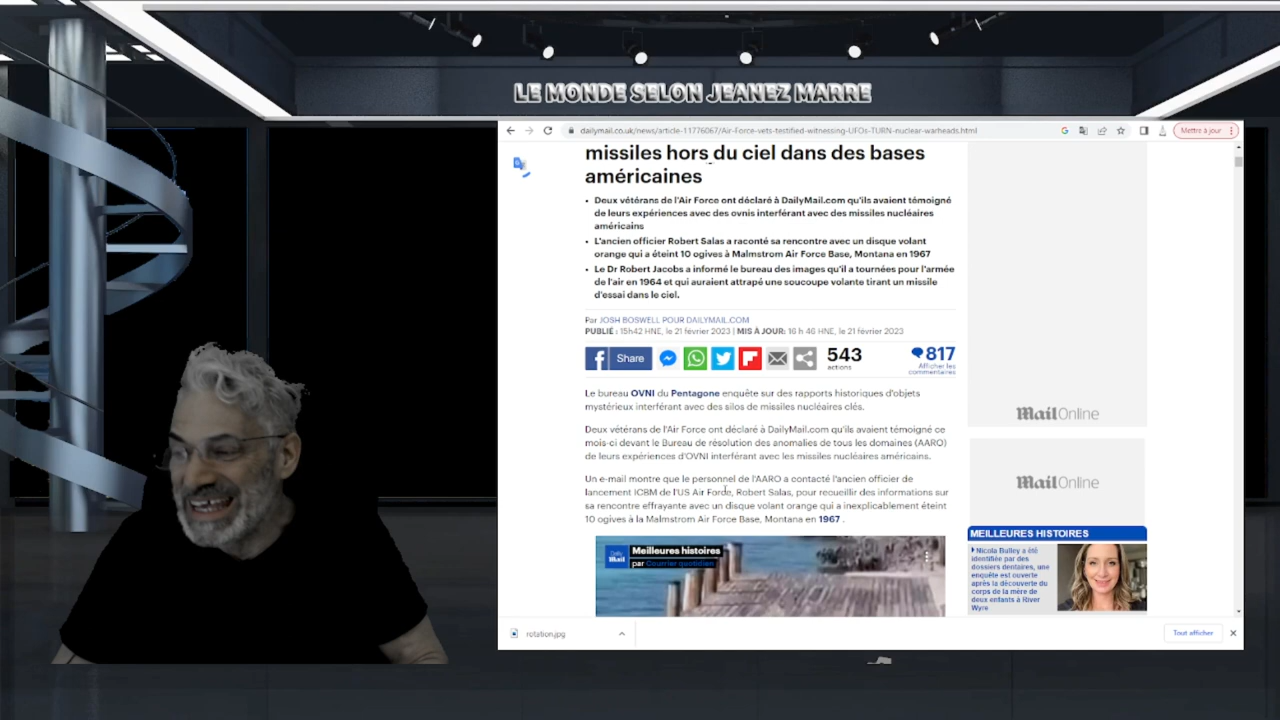 LE MONDE SELON JEANEZ MARRE
dailymail.co.uk/news/article-11776067/Air-Force-vets-testified-witnessing-UFOs-TURN-nuclear-warheads.html
Mettre à jour
missiles hors du ciel dans des bases
américaines
• Deux vétérans de l'Air Force ont déclaré à DailyMail.com qu'ils avaient témoigné
de leurs expériences avec des ovnis interférant avec des missiles nucléaires
américains
• L'ancien officier Robert Salas a raconté sa rencontre avec un disque volant
orange qui a éteint 10 ogives à Malmstrom Air Force Base, Montana en 1967
• Le Dr Robert Jacobs a informé le bureau des images qu'il a tournées pour l'armée
de l'air en 1964 et qui auraient attrapé une soucoupe volante tirant un missile
d'essai dans le ciel.
Par JOSH BOSWELL POUR DAILYMAIL.COM
PUBLIÉ : 15h42 HNE, le 21 février 2023 | MIS À JOUR: 16 h 46 HNE, le 21 février 2023
Share
543
actions
817
Afficher les
commentaires
Le bureau OVNI du Pentagone enquête sur des rapports historiques d'objets
mystérieux interférant avec des silos de missiles nucléaires clés.
Deux vétérans de l'Air Force ont déclaré à DailyMail.com qu'ils avaient témoigné ce
mois-ci devant le Bureau de résolution des anomalies de tous les domaines (AARO)
de leurs expériences d'OVNI interférant avec les missiles nucléaires américains.
Un e-mail montre que le personnel de l'AARO a contacté l'ancien officier de
lancement ICBM de l'US Air Force, Robert Salas, pour recueillir des informations sur
sa rencontre effrayante avec un disque volant orange qui a inexplicablement éteint
10 ogives à la Malmstrom Air Force Base, Montana en 1967 .
Daily
Mail
Meilleures histoires
par Courrier quotidien
MailOnline
MailOnline
MEILLEURES HISTOIRES
Nicola Bulley a été
identifiée par des
dossiers dentaires, une
enquête est ouverte
après la découverte du
corps de la mère de
deux enfants à River
Wyre
rotation.jpg
Tout afficher